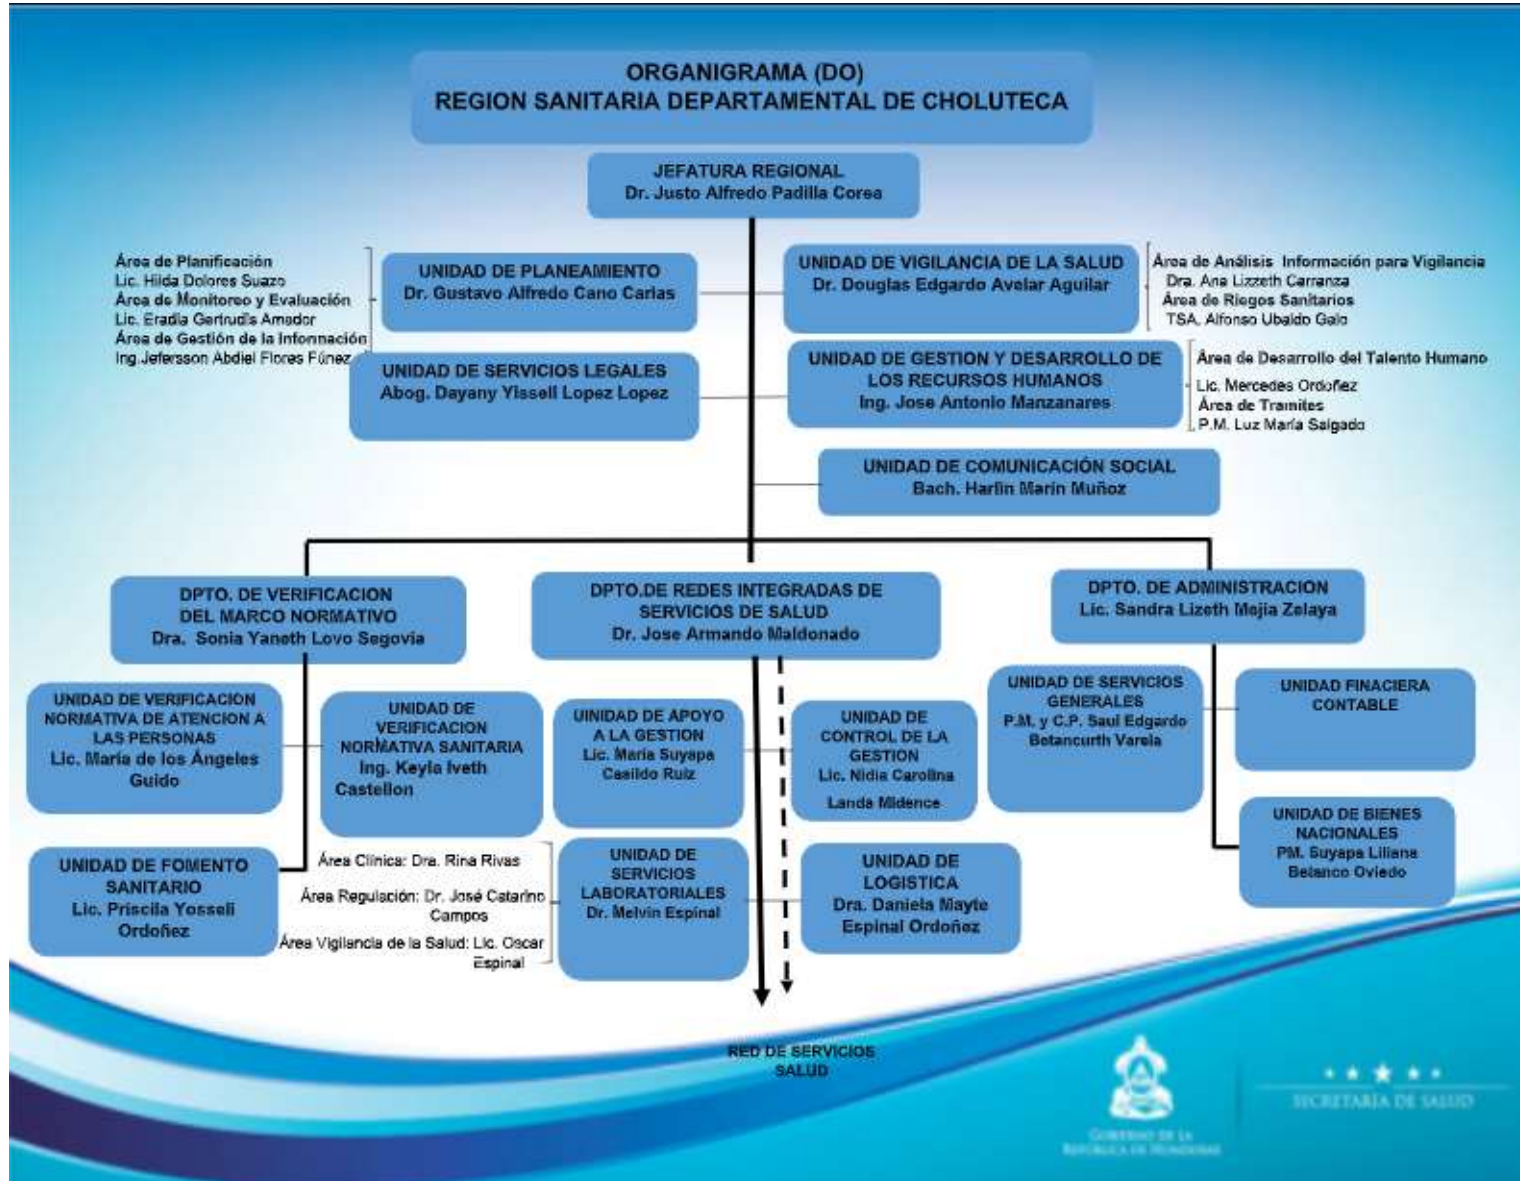 ORGANIGRAMA (DO)
REGION SANITARIA DEPARTAMENTAL DE CHOLUTECA
JEFATURA REGIONAL
Dr. Justo Alfredo Padilla Corea
Área de Planificación
Lic. Hilda Dolores Suazo
Área de Monitoreo y Evaluación
Lic. Eradia Gertrudis Amador
Área de Gestión de la Información
Ing.Jefersson Abdiel Flores Fúnez
UNIDAD DE PLANEAMIENTO
Dr. Gustavo Alfredo Cano Carias
UNIDAD DE VIGILANCIA DE LA SALUD
Dr. Douglas Edgardo Avelar Aguilar
Área de Análisis Información para Vigilancia
Dra. Ana Lizzeth Carranza
Área de Riegos Sanitarios
TSA. Alfonso Ubaldo Galo
UNIDAD DE SERVICIOS LEGALES
Abog. Dayany Yissell Lopez Lopez
UNIDAD DE GESTION Y DESARROLLO DE
LOS RECURSOS HUMANOS
Ing. Jose Antonio Manzanares
Área de Desarrollo del Talento Humano
Lic. Mercedes Ordoñez
Área de Tramites
P.M. Luz María Salgado
UNIDAD DE COMUNICACIÓN SOCIAL
Bach. Harlin Marin Muñoz
DPTO. DE VERIFICACION
DEL MARCO NORMATIVO
Dra. Sonia Yaneth Lovo Segovia
DPTO.DE REDES INTEGRADAS DE
SERVICIOS DE SALUD
Dr. Jose Armando Maldonado
DPTO. DE ADMINISTRACION
Lic. Sandra Lizeth Mejia Zelaya
UNIDAD DE VERIFICACION
NORMATIVA DE ATENCION A
LAS PERSONAS
Lic. María de los Ángeles
Guido
UNIDAD DE
VERIFICACION
NORMATIVA SANITARIA
Ing. Keyla Iveth
Castellon
UINIDAD DE APOYO
A LA GESTION
Lic. Maria Suyapa
Casildo Ruiz
UNIDAD DE
CONTROL DE LA
GESTION
Lic. Nidia Carolina
Landa Midence
UNIDAD DE SERVICIOS
GENERALES
P.M. y C.P. Saul Edgardo
Betancurth Varela
UNIDAD FINACIERA
CONTABLE
UNIDAD DE FOMENTO
SANITARIO
Lic. Priscila Yosseli
Ordoñez
Área Clínica: Dra. Rina Rivas
Área Regulación: Dr. José Catarino
Campos
Área Vigilancia de la Salud: Lic. Oscar
Espinal
UNIDAD DE
SERVICIOS
LABORATORIALES
Dr. Melvin Espinal
UNIDAD DE
LOGISTICA
Dra. Daniela Mayte
Espinal Ordoñez
UNIDAD DE BIENES
NACIONALES
PM. Suyapa Liliana
Belanco Oviedo
RED DE SERVICIOS
SALUD
GOBIERNO DE LA
REPÚBLICA DE HONDURAS
SECRETARÍA DE SALUD